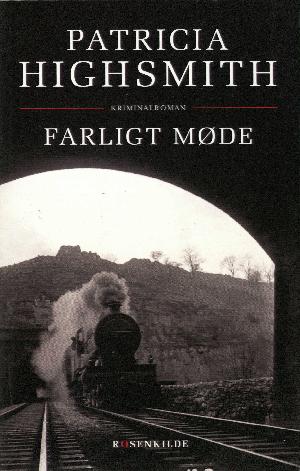 PATRICIA
HIGHSMITH
KRIMINALROMAN
FARLIGT MØDE
ROSENKILDE